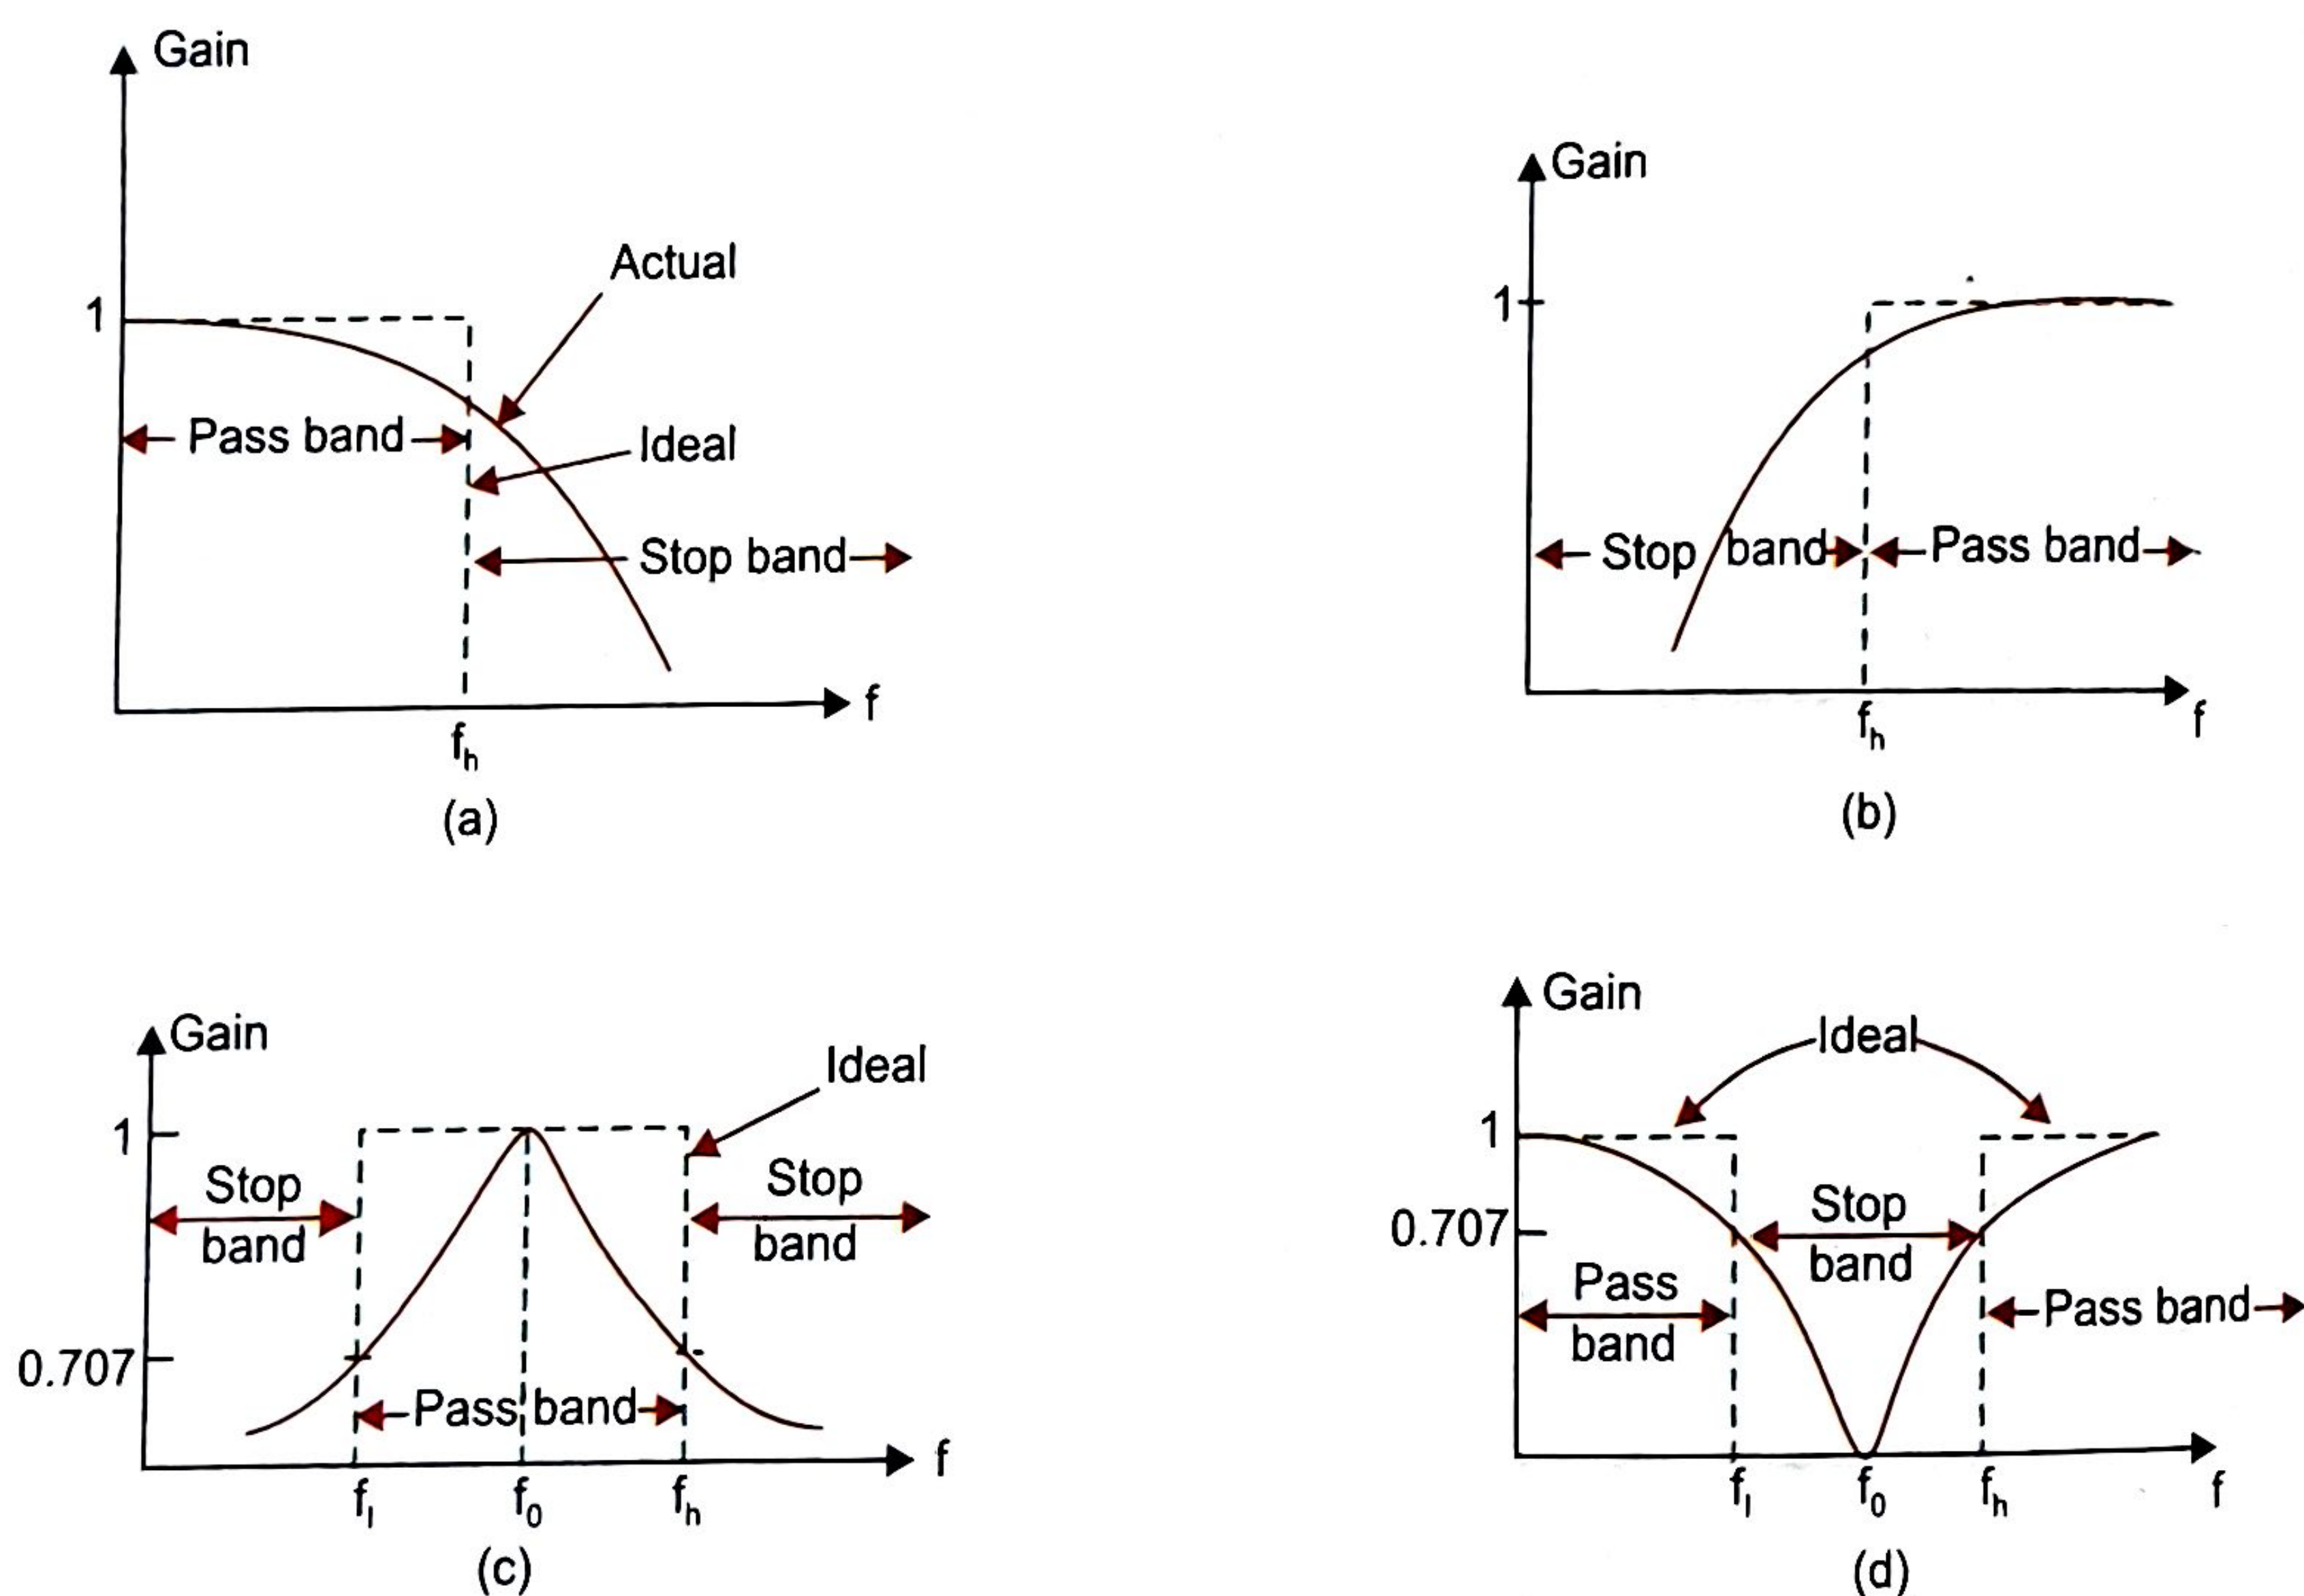 Gain
Actual
1
Pass band
Ideal
Stop band
f
fh
(a)
Gain
1
Stop band
Pass band
fh
f
(b)
Gain
Ideal
1
Stop
band
Stop
band
0.707
Pass band
f
fl
f0
fh
(c)
Gain
Ideal
1
0.707
Stop
band
Pass
band
Pass band
fl
f0
fh
f
(d)